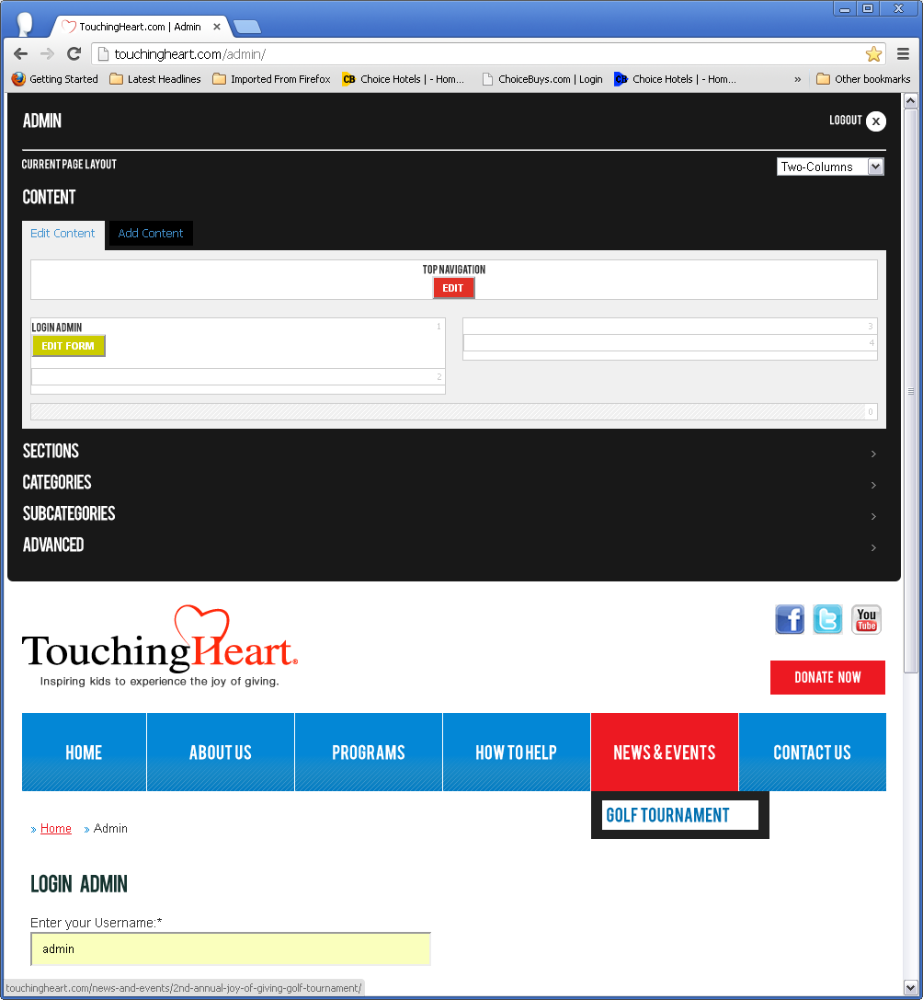 TouchingHeart.com | Admin
touchingheart.com/admin/
Getting Started Latest Headlines Imported From Firefox CB Choice Hotels | - Hom... ChoiceBuys.com | Login CB Choice Hotels | - Hom... » Other bookmarks
ADMIN LOGOUT X
CURRENT PAGE LAYOUT Two-Columns
CONTENT
Edit Content Add Content
TOP NAVIGATION
EDIT
LOGIN ADMIN 1 3
EDIT FORM 4
2
0
SECTIONS
CATEGORIES
SUBCATEGORIES
ADVANCED
TouchingHeart®
Inspiring kids to experience the joy of giving.
f t You Tube
DONATE NOW
HOME ABOUT US PROGRAMS HOW TO HELP NEWS & EVENTS CONTACT US
GOLF TOURNAMENT
» Home » Admin
LOGIN ADMIN
Enter your Username:*
admin
touchingheart.com/news-and-events/2nd-annual-joy-of-giving-golf-tournament/